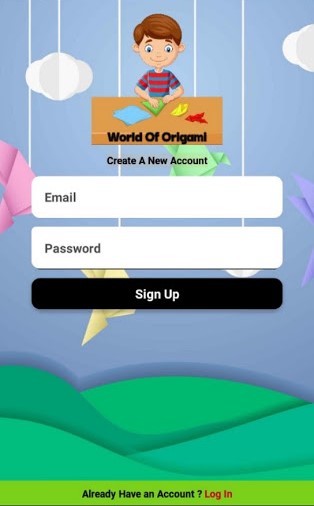 World Of Origami
Create A New Account
Email
Password
Sign Up
Already Have an Account ? Log In